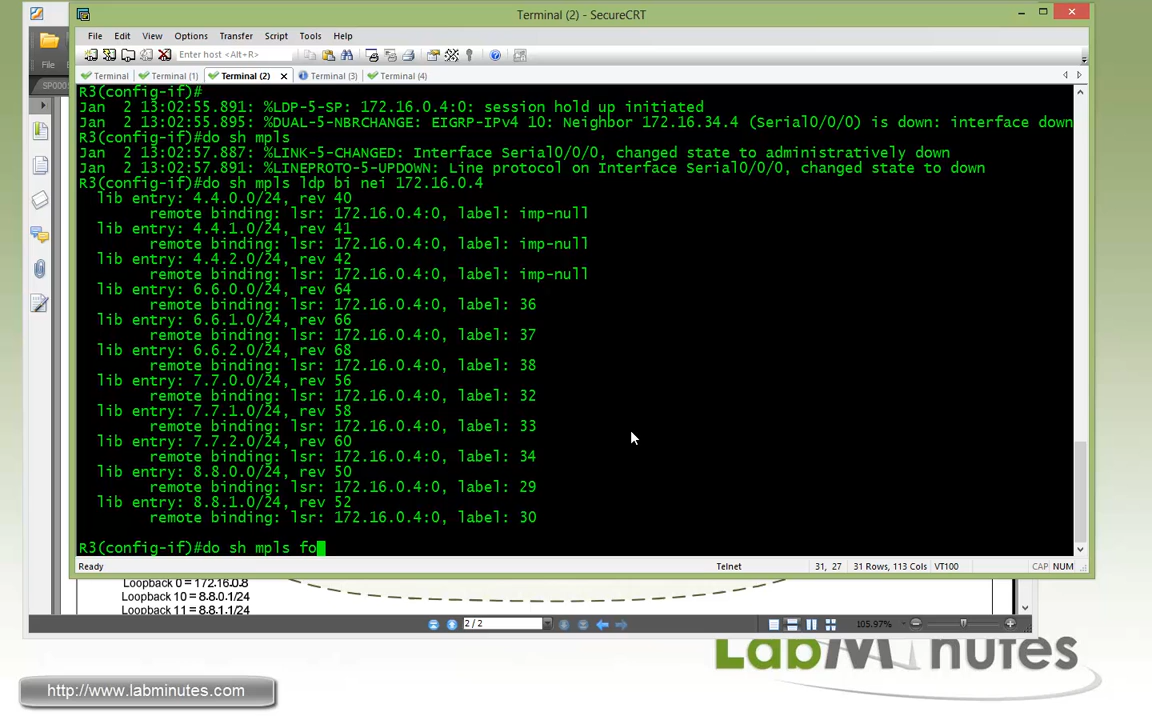 Terminal (2) - SecureCRT
File Edit View Options Transfer Script Tools Help
Enter host <Alt+R>
File
Terminal Terminal (1) Terminal (2) Terminal (3) Terminal (4)
R3(config-if)#
Jan 2 13:02:55.891: %LDP-5-SP: 172.16.0.4:0: session hold up initiated
Jan 2 13:02:55.895: %DUAL-5-NBRCHANGE: EIGRP-IPv4 10: Neighbor 172.16.34.4 (Serial0/0/0) is down: interface down
R3(config-if)#do sh mpls
Jan 2 13:02:57.887: %LINK-5-CHANGED: Interface Serial0/0/0, changed state to administratively down
Jan 2 13:02:57.891: %LINEPROTO-5-UPDOWN: Line protocol on Interface Serial0/0/0, changed state to down
R3(config-if)#do sh mpls ldp bi nei 172.16.0.4
lib entry: 4.4.0.0/24, rev 40
remote binding: lsr: 172.16.0.4:0, label: imp-null
lib entry: 4.4.1.0/24, rev 41
remote binding: lsr: 172.16.0.4:0, label: imp-null
lib entry: 4.4.2.0/24, rev 42
remote binding: lsr: 172.16.0.4:0, label: imp-null
lib entry: 6.6.0.0/24, rev 64
remote binding: lsr: 172.16.0.4:0, label: 36
lib entry: 6.6.1.0/24, rev 66
remote binding: lsr: 172.16.0.4:0, label: 37
lib entry: 6.6.2.0/24, rev 68
remote binding: lsr: 172.16.0.4:0, label: 38
lib entry: 7.7.0.0/24, rev 56
remote binding: lsr: 172.16.0.4:0, label: 32
lib entry: 7.7.1.0/24, rev 58
remote binding: lsr: 172.16.0.4:0, label: 33
lib entry: 7.7.2.0/24, rev 60
remote binding: lsr: 172.16.0.4:0, label: 34
lib entry: 8.8.0.0/24, rev 50
remote binding: lsr: 172.16.0.4:0, label: 29
lib entry: 8.8.1.0/24, rev 52
remote binding: lsr: 172.16.0.4:0, label: 30
R3(config-if)#do sh mpls fo
Ready Telnet 31, 27 31 Rows, 113 Cols VT100 CAP NUM
Loopback 0 = 172.16.0.8
Loopback 10 = 8.8.0.1/24
Loopback 11 = 8.8.1.1/24
2 / 2 105.97%
LabMinutes
http://www.labminutes.com